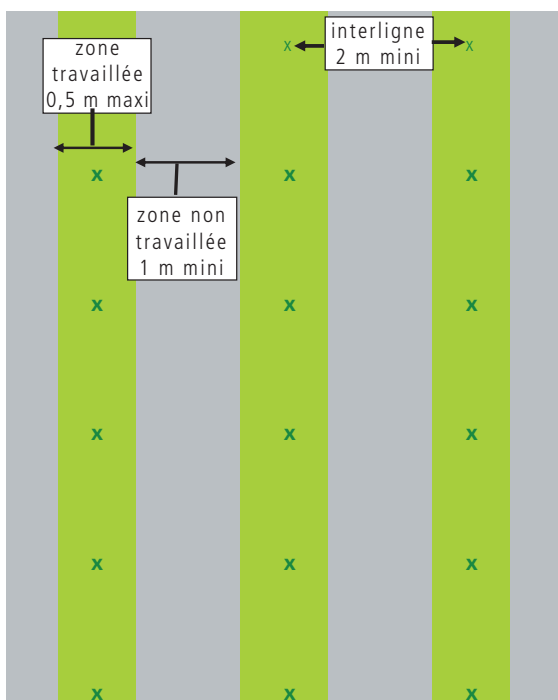 zone
travaillée
0,5 m maxi
interligne
2 m mini
x x
x x x
zone non
travaillée
1 m mini
x x x
x x x
x x x
x x x